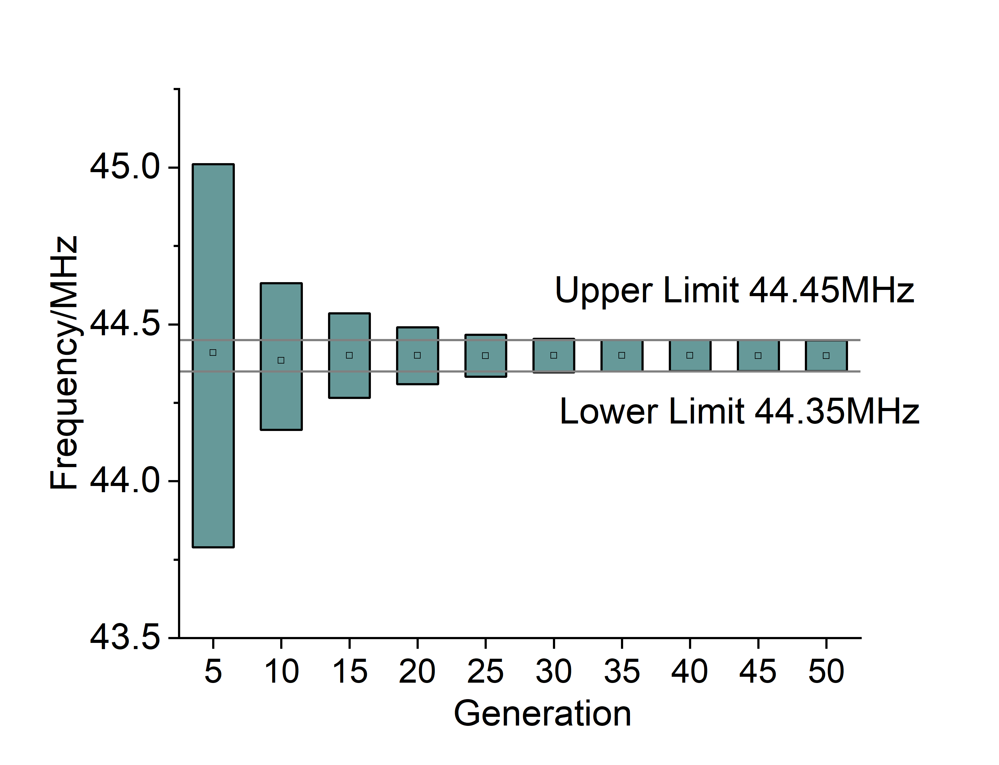 45.0
44.5
44.0
43.5
Frequency/MHz
Upper Limit 44.45MHz
Lower Limit 44.35MHz
5 10 15 20 25 30 35 40 45 50
Generation